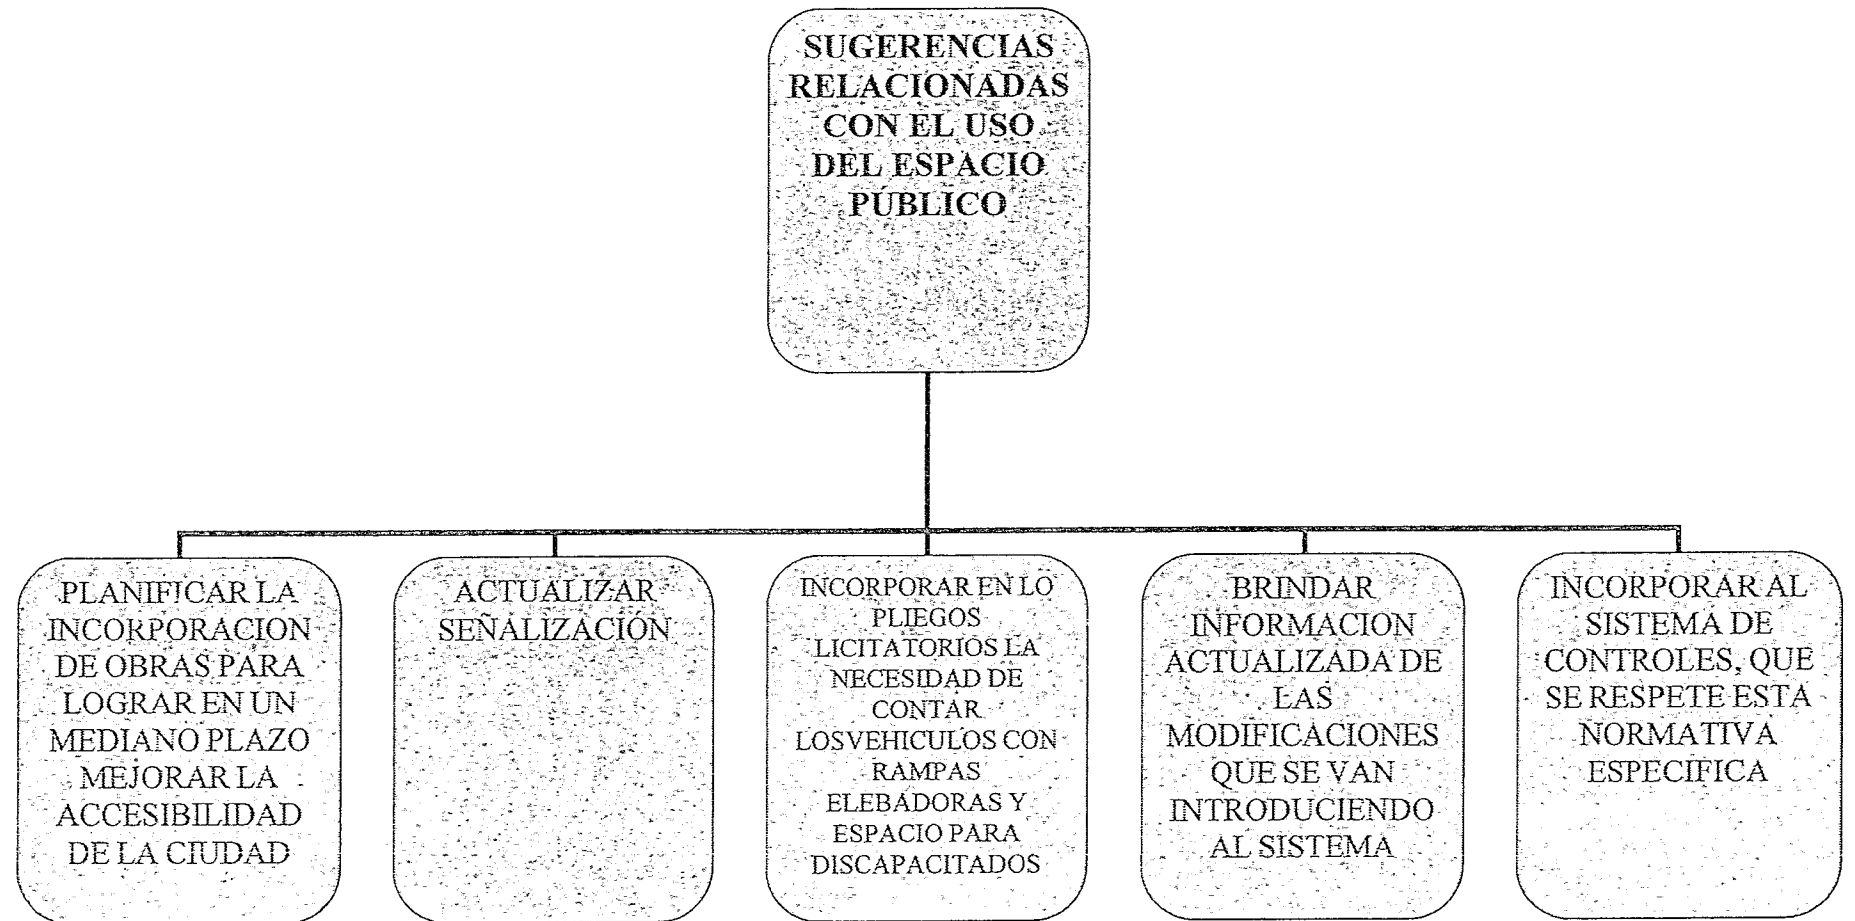 SUGERENCIAS
RELACIONADAS
CON EL USO
DEL ESPACIO
PÚBLICO
PLANIFICAR LA
INCORPORACION
DE OBRAS PARA
LOGRAR EN UN
MEDIANO PLAZO
MEJORAR LA
ACCESIBILIDAD
DE LA CIUDAD
ACTUALIZAR
SEÑALIZACIÓN
INCORPORAR EN LO
PLIEGOS
LICITATORIOS LA
NECESIDAD DE
CONTAR
LOSVEHICULOS CON
RAMPAS
ELEBADORAS Y
ESPACIO PARA
DISCAPACITADOS
BRINDAR
INFORMACION
ACTUALIZADA DE
LAS
MODIFICACIONES
QUE SE VAN
INTRODUCIENDO
AL SISTEMA
INCORPORAR AL
SISTEMA DE
CONTROLES, QUE
SE RESPETE ESTA
NORMATIVA
ESPECÍFICA